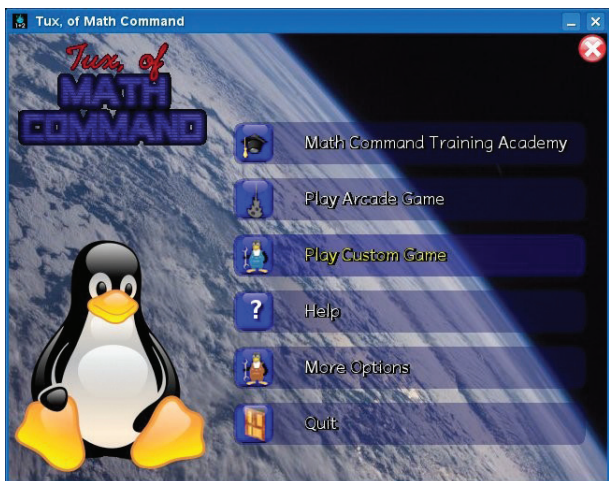 Tux, of Math Command
Tux, of
MATH
COMMAND
Math Command Training Academy
Play Arcade Game
Play Custom Game
?
Help
More Options
Quit